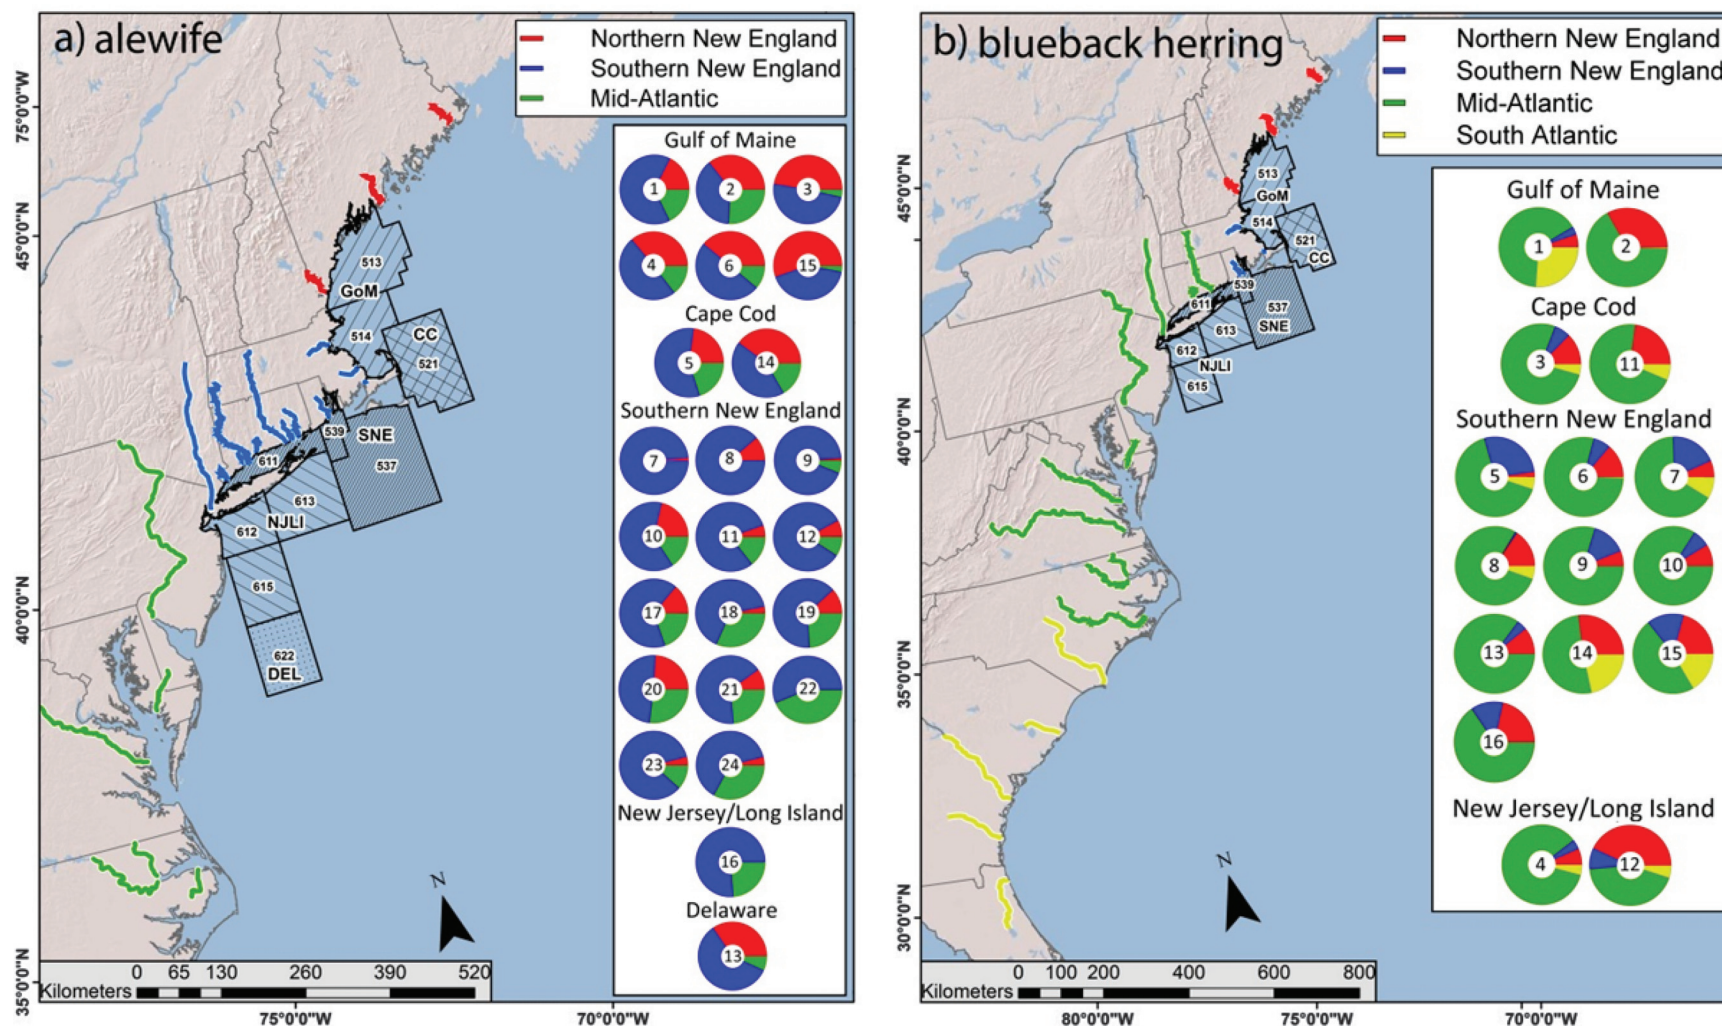 a) alewife
Northern New England
Southern New England
Mid-Atlantic
Gulf of Maine
1 2 3
4 6 15
Cape Cod
5 14
Southern New England
7 8 9
10 11 12
17 18 19
20 21 22
23 24
New Jersey/Long Island
16
Delaware
13
513
GoM
514
CC
521
539
SNE
537
611
613
NJLI
612
615
622
DEL
N
0 65 130 260 390 520
Kilometers
75°0'0"W
45°0'0"N
40°0'0"N
35°0'0"N
75°0'0"W
70°0'0"W
b) blueback herring
Northern New England
Southern New England
Mid-Atlantic
South Atlantic
Gulf of Maine
1 2
Cape Cod
3 11
Southern New England
5 6 7
8 9 10
13 14 15
16
New Jersey/Long Island
4 12
513
GoM
514
521
CC
539
537
SNE
611
613
612
NJLI
615
N
0 100 200 400 600 800
Kilometers
45°0'0"N
40°0'0"N
35°0'0"N
30°0'0"N
80°0'0"W
75°0'0"W
70°0'0"W